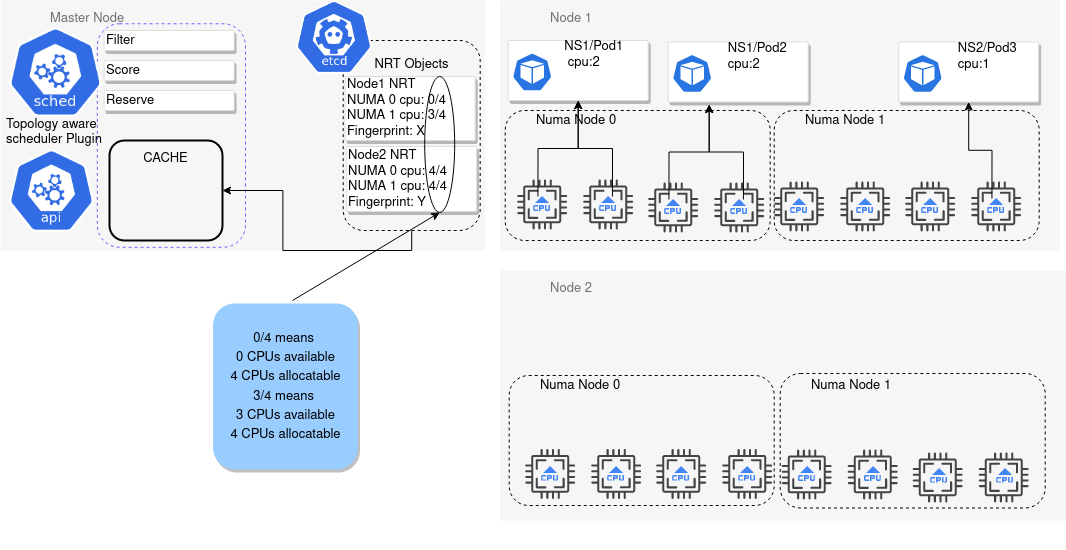 Master Node
Filter
Score
Reserve
sched
Topology aware
scheduler Plugin
api
CACHE
etcd
NRT Objects
Node1 NRT
NUMA 0 cpu: 0/4
NUMA 1 cpu: 3/4
Fingerprint: X
Node2 NRT
NUMA 0 cpu: 4/4
NUMA 1 cpu: 4/4
Fingerprint: Y
0/4 means
0 CPUs available
4 CPUs allocatable
3/4 means
3 CPUs available
4 CPUs allocatable
Node 1
NS1/Pod1
cpu:2
NS1/Pod2
cpu:2
NS2/Pod3
cpu:1
Numa Node 0
CPU
CPU
CPU
CPU
Numa Node 1
CPU
CPU
CPU
CPU
Node 2
Numa Node 0
CPU
CPU
CPU
CPU
Numa Node 1
CPU
CPU
CPU
CPU